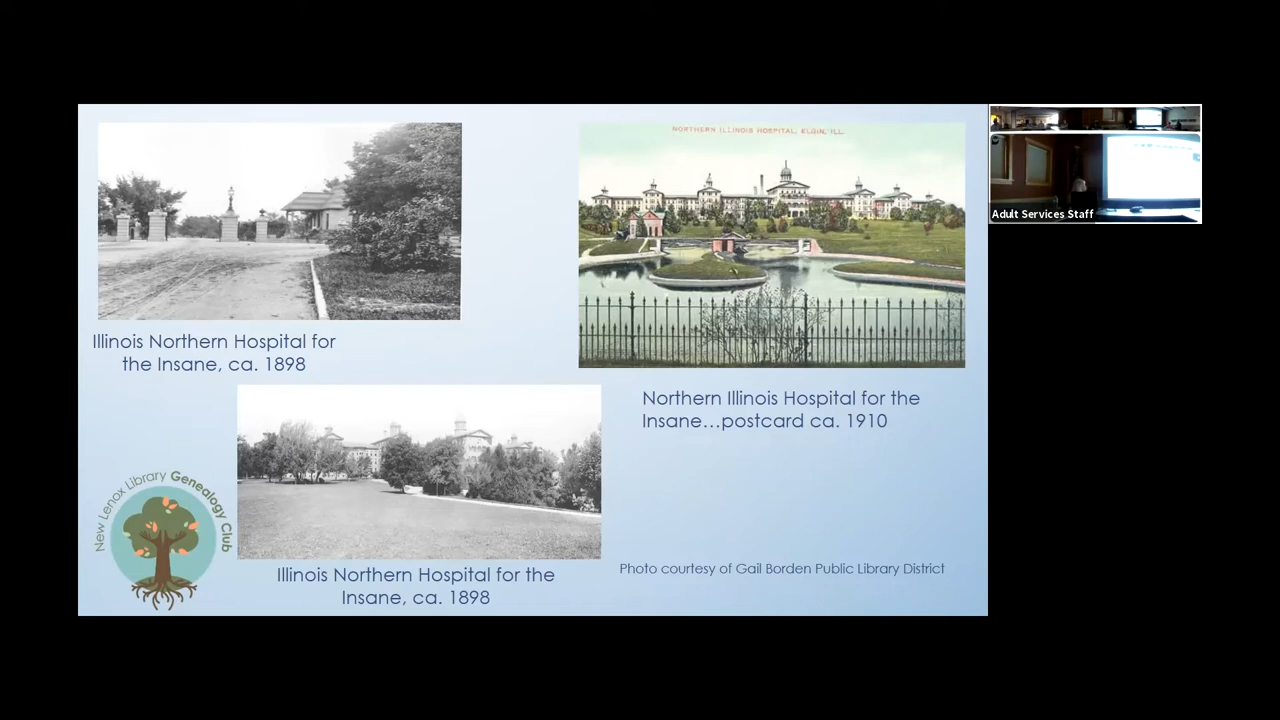 NORTHERN ILLINOIS HOSPITAL, ELGIN, ILL.
Illinois Northern Hospital for
the Insane, ca. 1898
Northern Illinois Hospital for the
Insane…postcard ca. 1910
New Lenox Library Genealogy Club
Illinois Northern Hospital for the
Insane, ca. 1898
Photo courtesy of Gail Borden Public Library District
Adult Services Staff